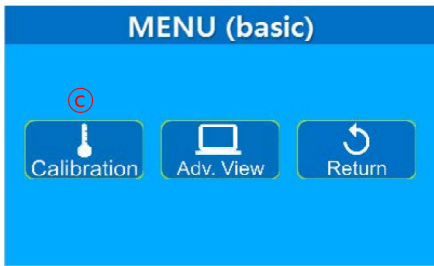 MENU (basic)
ⓒ
Calibration
Adv. View
Return